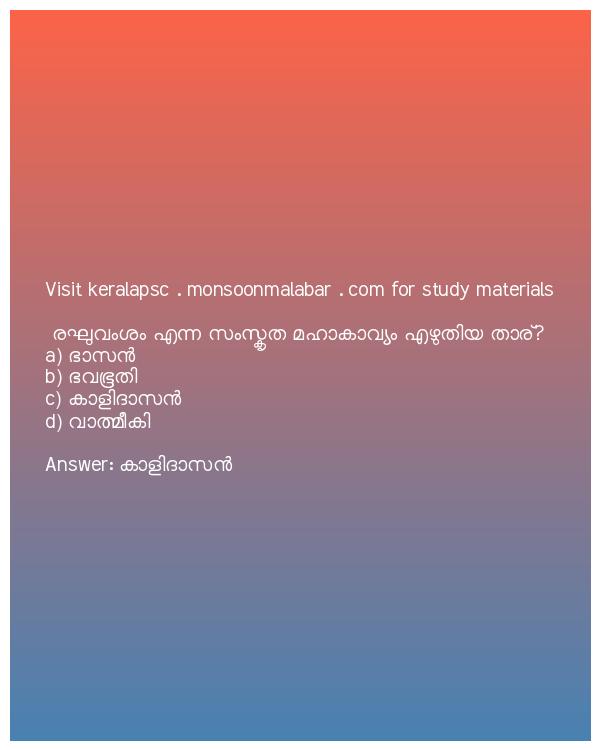 Visit keralapsc . monsoonmalabar . com for study materials
രഘുവംശം എന്ന സംസ്കൃത മഹാകാവ്യം എഴുതിയ താര്?
a) ഭാസൻ
b) ഭവഭൂതി
c) കാളിദാസൻ
d) വാത്മീകി
Answer: കാളിദാസൻ